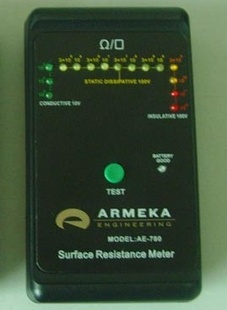 Ω/□
STATIC DISSIPATIVE 100V
CONDUCTIVE 10V
INSULATIVE 100V
BATTERY
GOOD
TEST
ARMEKA
ENGINEERING
MODEL:AE-780
Surface Resistance Meter